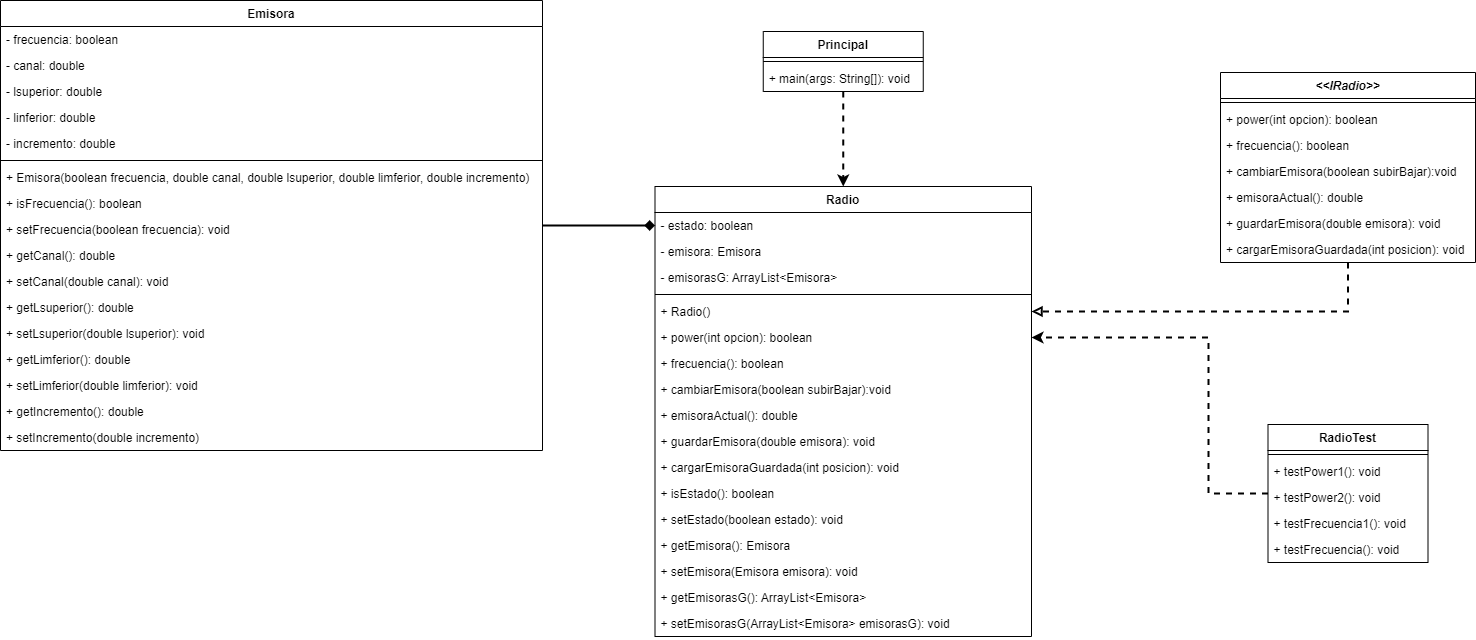 Emisora
- frecuencia: boolean
- canal: double
- lsuperior: double
- linferior: double
- incremento: double
+ Emisora(boolean frecuencia, double canal, double lsuperior, double limferior, double incremento)
+ isFrecuencia(): boolean
+ setFrecuencia(boolean frecuencia): void
+ getCanal(): double
+ setCanal(double canal): void
+ getLsuperior(): double
+ setLsuperior(double lsuperior): void
+ getLimferior(): double
+ setLimferior(double limferior): void
+ getIncremento(): double
+ setIncremento(double incremento)
Principal
+ main(args: String[]): void
Radio
- estado: boolean
- emisora: Emisora
- emisorasG: ArrayList<Emisora>
+ Radio()
+ power(int opcion): boolean
+ frecuencia(): boolean
+ cambiarEmisora(boolean subirBajar):void
+ emisoraActual(): double
+ guardarEmisora(double emisora): void
+ cargarEmisoraGuardada(int posicion): void
+ isEstado(): boolean
+ setEstado(boolean estado): void
+ getEmisora(): Emisora
+ setEmisora(Emisora emisora): void
+ getEmisorasG(): ArrayList<Emisora>
+ setEmisorasG(ArrayList<Emisora> emisorasG): void
<<IRadio>>
+ power(int opcion): boolean
+ frecuencia(): boolean
+ cambiarEmisora(boolean subirBajar):void
+ emisoraActual(): double
+ guardarEmisora(double emisora): void
+ cargarEmisoraGuardada(int posicion): void
RadioTest
+ testPower1(): void
+ testPower2(): void
+ testFrecuencia1(): void
+ testFrecuencia(): void